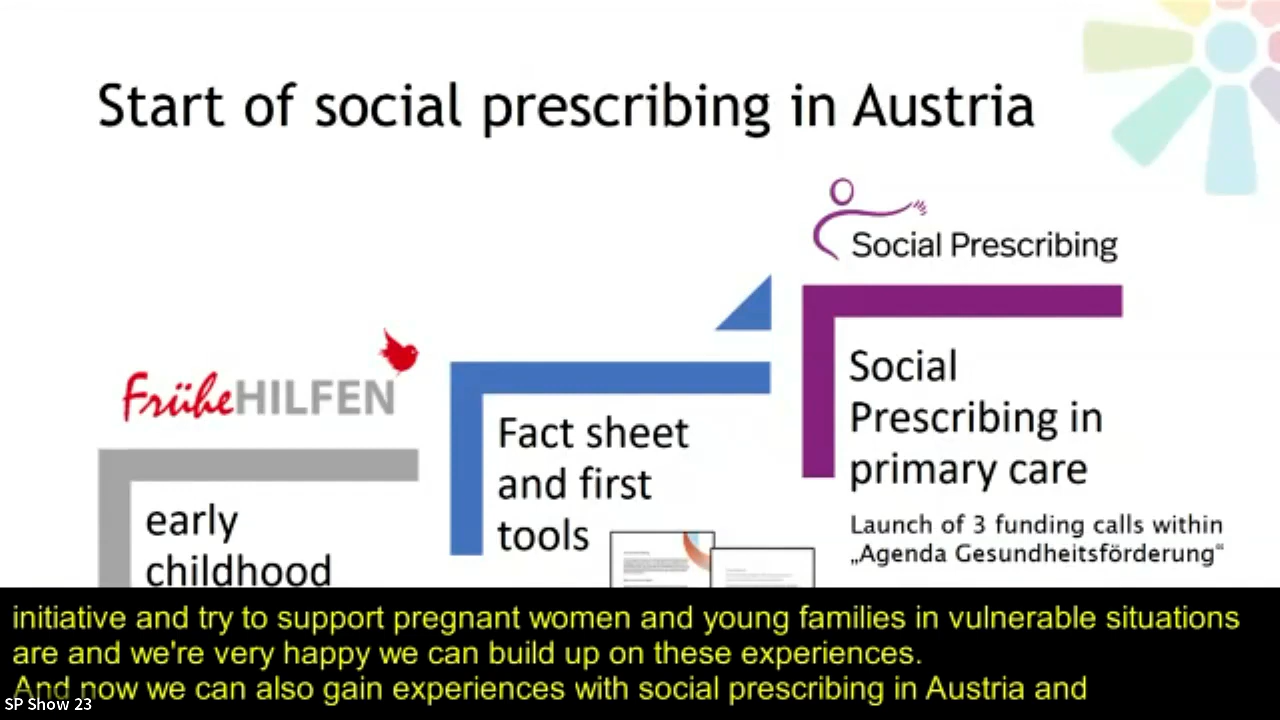 Start of social prescribing in Austria
Social Prescribing
FrüheHILFEN
Social
Prescribing in
primary care
Launch of 3 funding calls within
„Agenda Gesundheitsförderung“
Fact sheet
and first
tools
early
childhood
initiative and try to support pregnant women and young families in vulnerable situations
are and we're very happy we can build up on these experiences.
And now we can also gain experiences with social prescribing in Austria and
SP Show 23